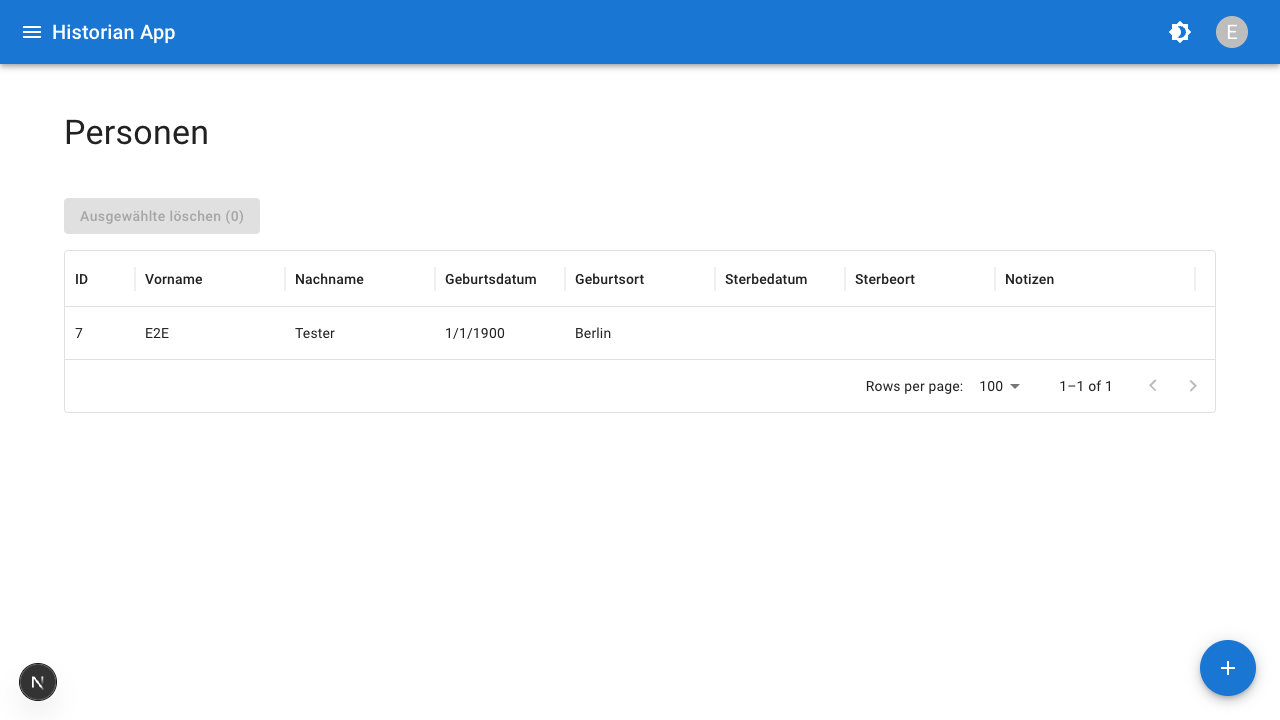 Historian App
E
Personen
Ausgewählte löschen (0)
ID Vorname Nachname Geburtsdatum Geburtsort Sterbedatum Sterbeort Notizen
7 E2E Tester 1/1/1900 Berlin
Rows per page: 100 1–1 of 1
N